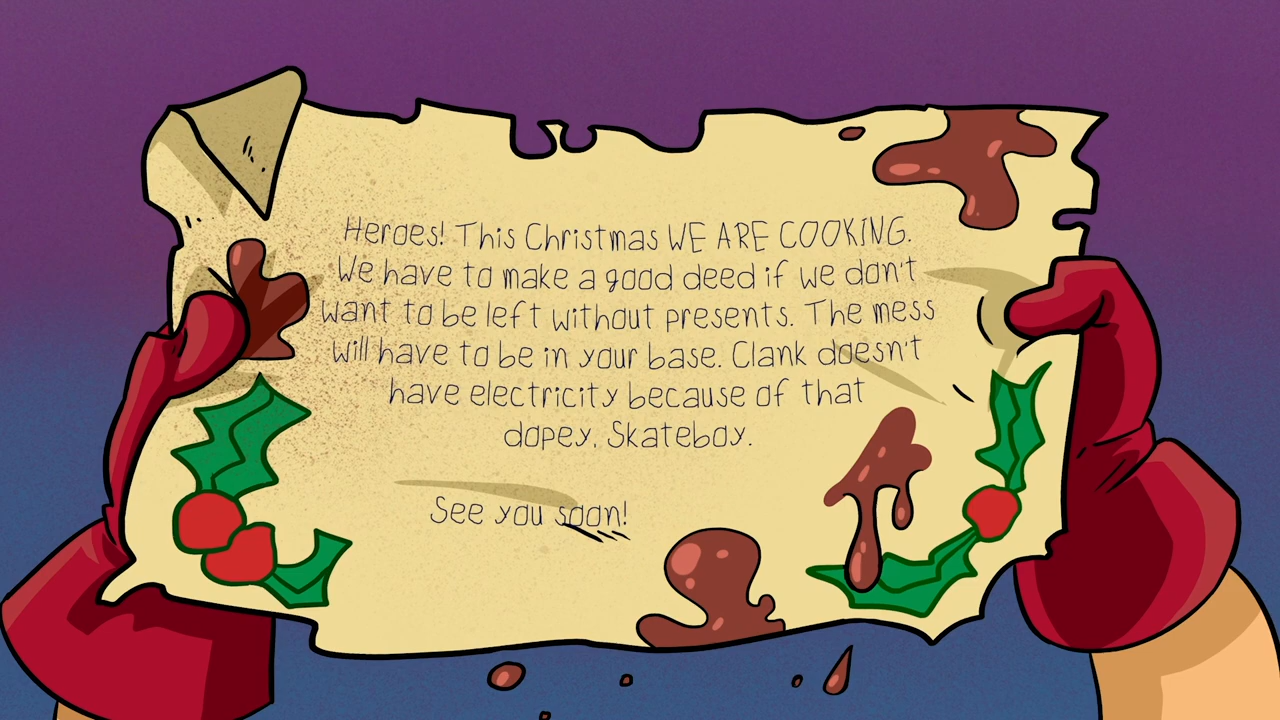 Heroes! This Christmas WE ARE COOKING.
We have to make a good deed if we don't
want to be left without presents. The mess
will have to be in your base. Clank doesn't
have electricity because of that
dopey, Skateboy.
See you soon!